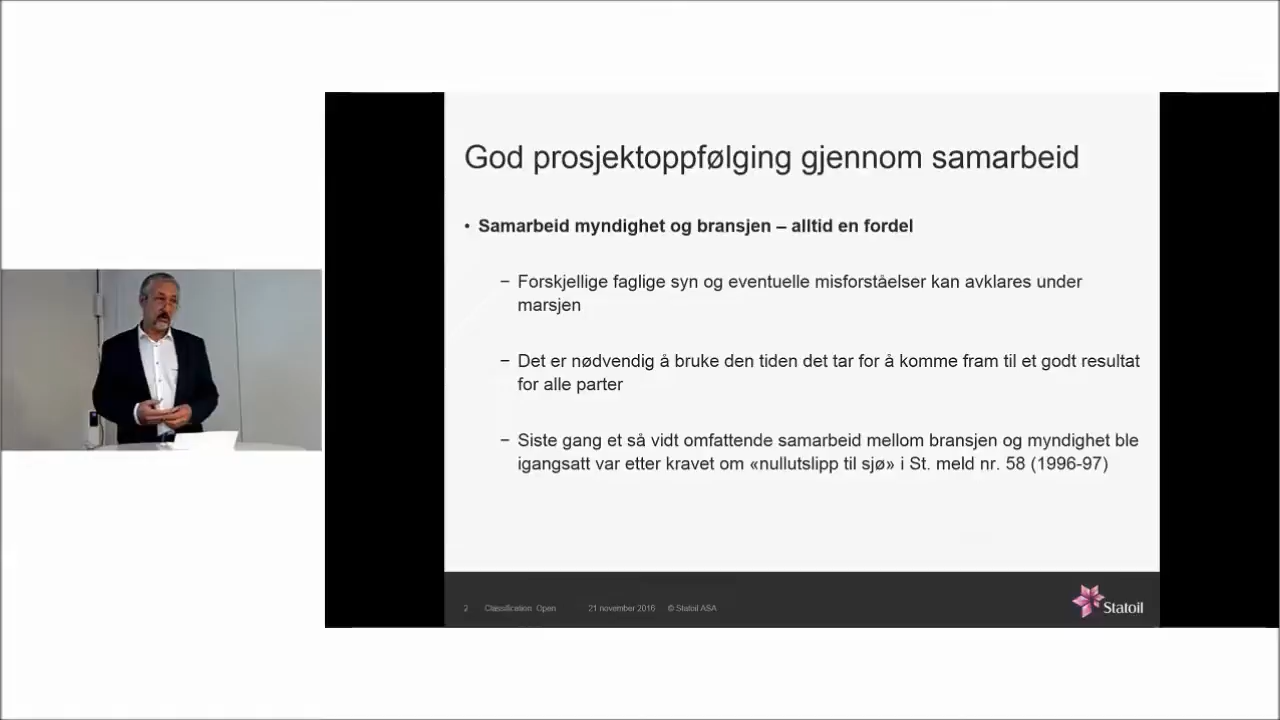 God prosjektoppfølging gjennom samarbeid
• Samarbeid myndighet og bransjen – alltid en fordel
– Forskjellige faglige syn og eventuelle misforståelser kan avklares under
marsjen
– Det er nødvendig å bruke den tiden det tar for å komme fram til et godt resultat
for alle parter
– Siste gang et så vidt omfattende samarbeid mellom bransjen og myndighet ble
igangsatt var etter kravet om «nullutslipp til sjø» i St. meld nr. 58 (1996-97)
2 Classification Open 21 november 2016 © Statoil ASA
Statoil